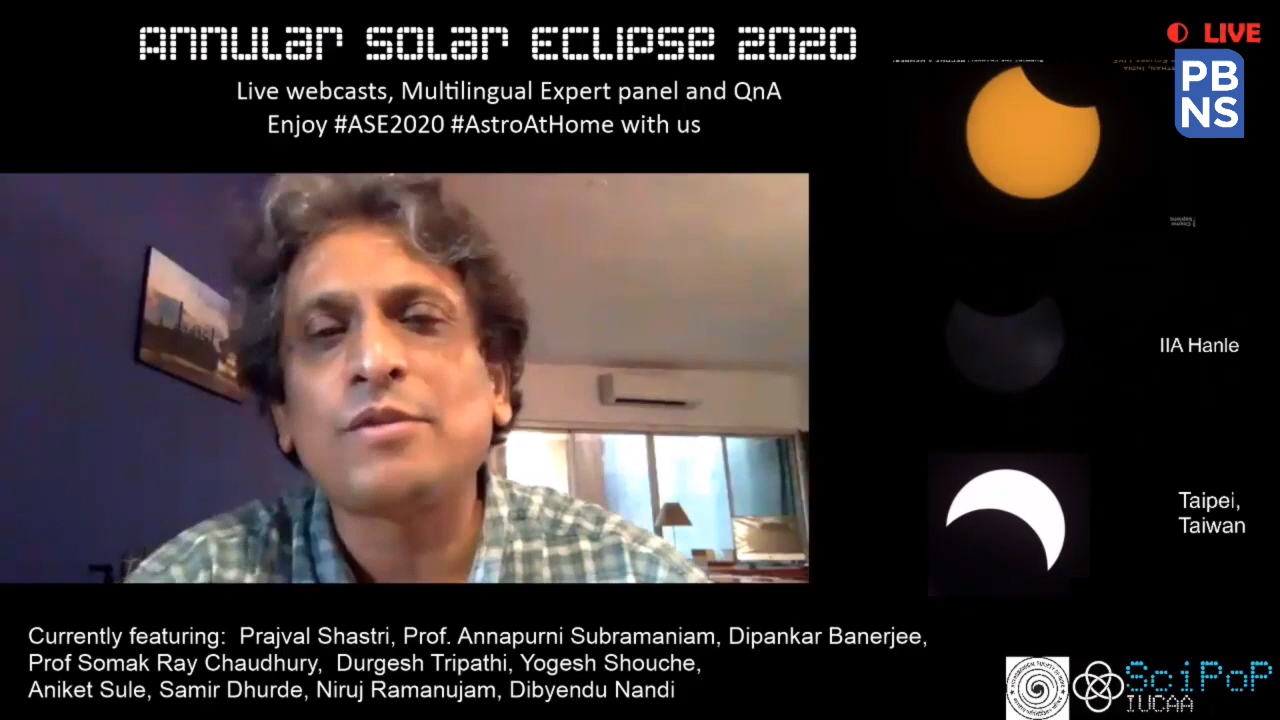 ANNULAR SOLAR ECLIPSE 2020
Live webcasts, Multilingual Expert panel and QnA
Enjoy #ASE2020 #AstroAtHome with us
LIVE
PB
NS
IIA Hanle
Taipei,
Taiwan
Currently featuring: Prajval Shastri, Prof. Annapurni Subramaniam, Dipankar Banerjee,
Prof Somak Ray Chaudhury, Durgesh Tripathi, Yogesh Shouche,
Aniket Sule, Samir Dhurde, Niruj Ramanujam, Dibyendu Nandi
SciPoP
IUCAA